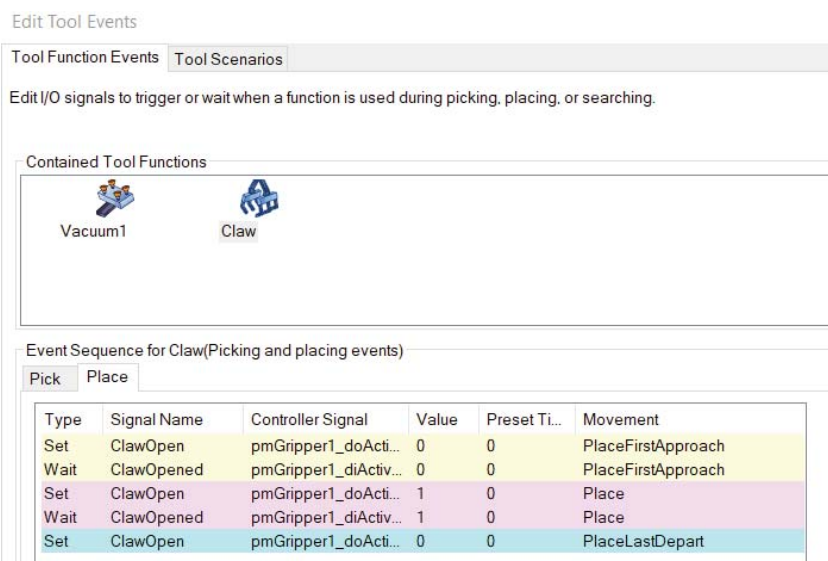 Edit Tool Events
Tool Function Events Tool Scenarios
Edit I/O signals to trigger or wait when a function is used during picking, placing, or searching.
Contained Tool Functions
Vacuum1 Claw
Event Sequence for Claw(Picking and placing events)
Pick Place
Type Signal Name Controller Signal Value Preset Ti... Movement
Set ClawOpen pmGripper1_doActi... 0 0 PlaceFirstApproach
Wait ClawOpened pmGripper1_diActiv... 0 0 PlaceFirstApproach
Set ClawOpen pmGripper1_doActi... 1 0 Place
Wait ClawOpened pmGripper1_diActiv... 1 0 Place
Set ClawOpen pmGripper1_doActi... 0 0 PlaceLastDepart